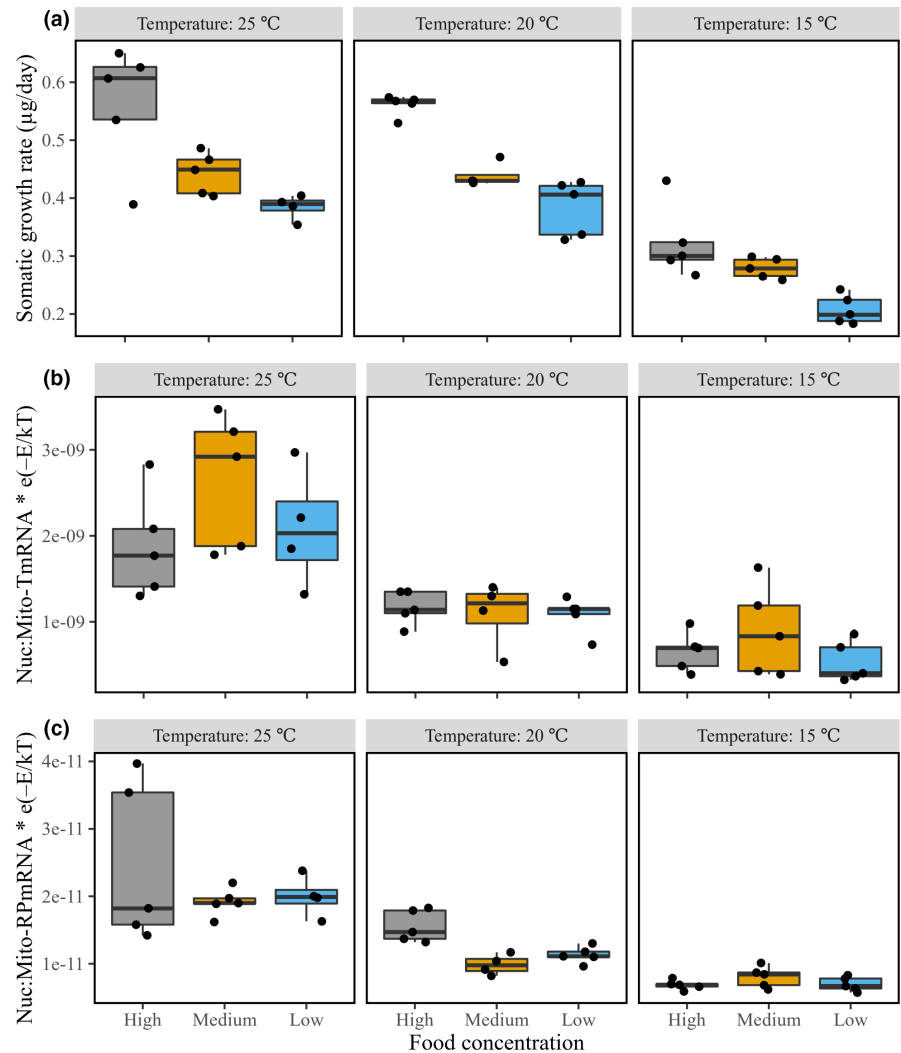 (a)
Temperature: 25 ℃
Temperature: 20 ℃
Temperature: 15 ℃
Somatic growth rate (µg/day)
0.6
0.5
0.4
0.3
0.2
(b)
Temperature: 25 ℃
Temperature: 20 ℃
Temperature: 15 ℃
Nuc:Mito-TmRNA * e(−E/kT)
3e-09
2e-09
1e-09
(c)
Temperature: 25 ℃
Temperature: 20 ℃
Temperature: 15 ℃
Nuc:Mito-RPmRNA * e(−E/kT)
4e-11
3e-11
2e-11
1e-11
High Medium Low
High Medium Low
High Medium Low
Food concentration